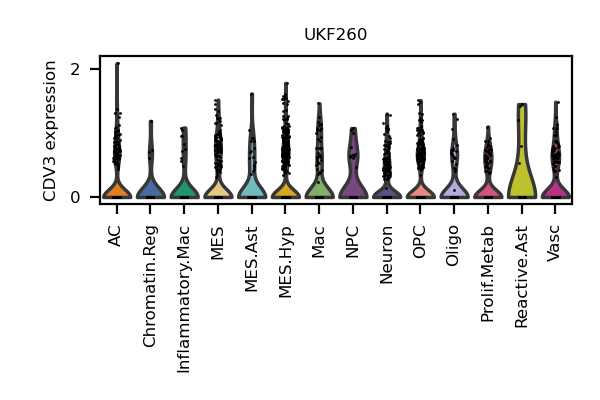 UKF260
CDV3 expression
2
0
AC
Chromatin.Reg
Inflammatory.Mac
MES
MES.Ast
MES.Hyp
Mac
NPC
Neuron
OPC
Oligo
Prolif.Metab
Reactive.Ast
Vasc